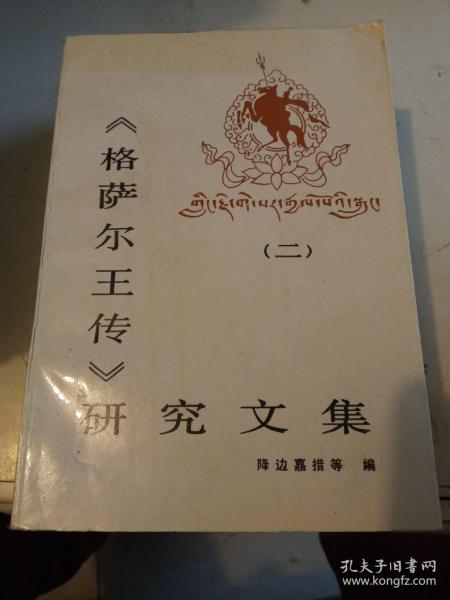 《格萨尔王传》
(二)
研究文集
降边嘉措等 编
孔夫子旧书网
www.kongfz.com